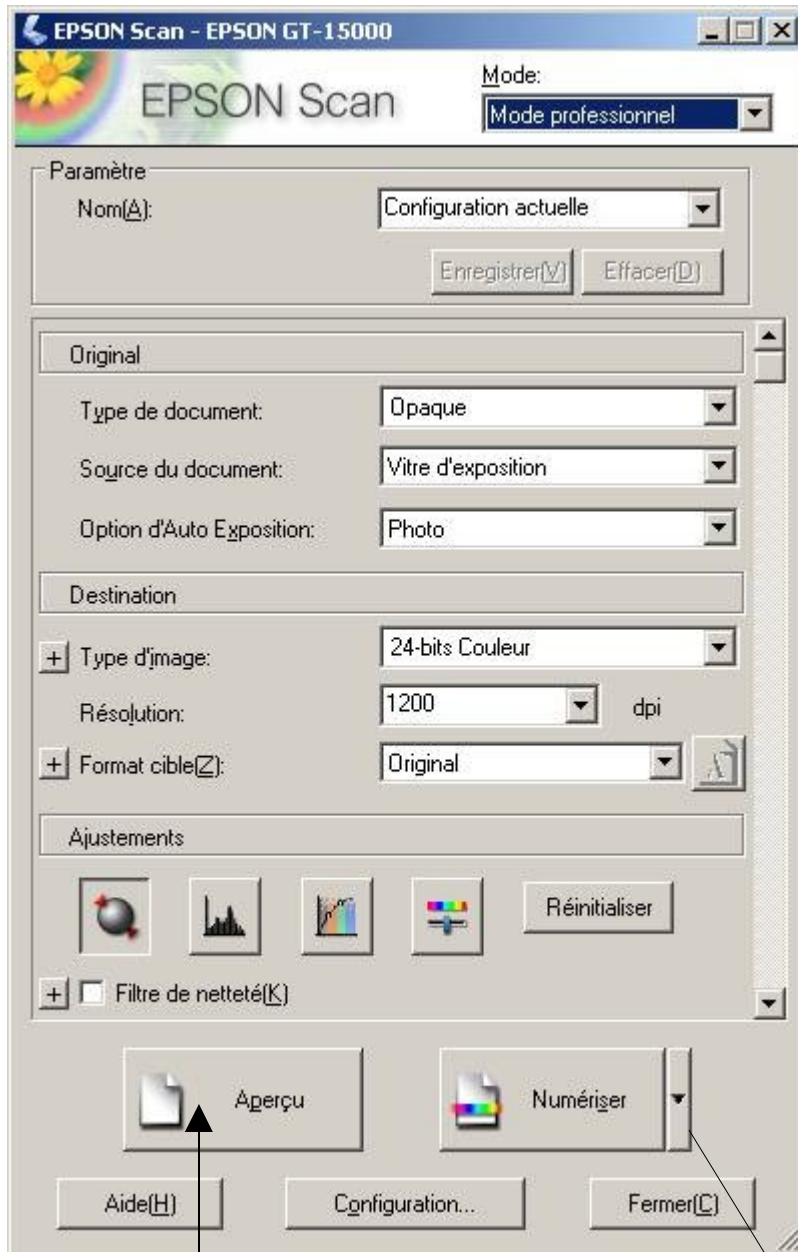 EPSON Scan - EPSON GT-15000
EPSON Scan
Mode:
Mode professionnel
Paramètre
Nom(A):
Configuration actuelle
Enregistrer(V)
Effacer(D)
Original
Type de document:
Opaque
Source du document:
Vitre d'exposition
Option d'Auto Exposition:
Photo
Destination
+ Type d'image:
24-bits Couleur
Résolution:
1200
dpi
+ Format cible(Z):
Original
Ajustements
Réinitialiser
+ Filtre de netteté(K)
Aperçu
Numériser
Aide(H)
Configuration...
Fermer(C)